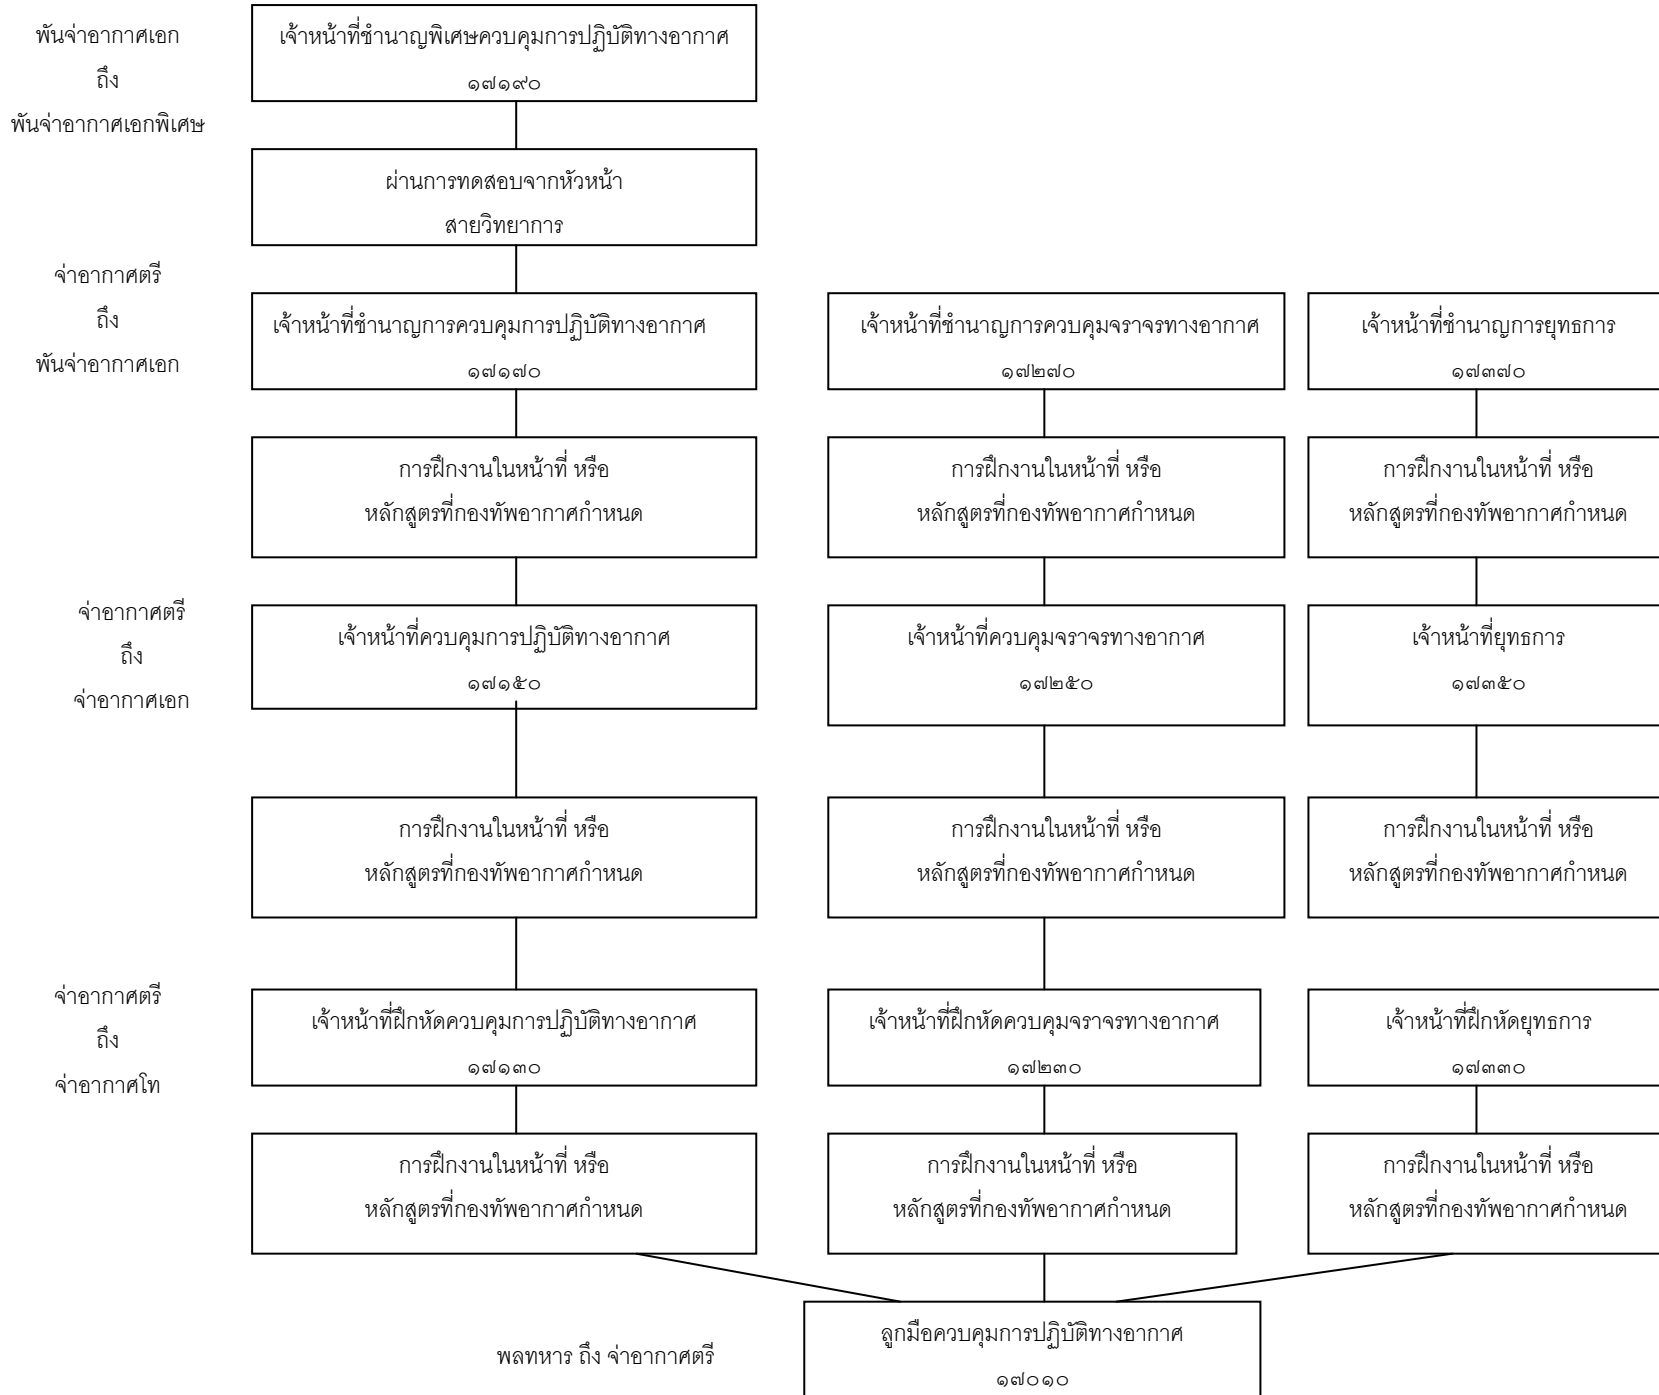 พันจ่าอากาศเอก
ถึง
พันจ่าอากาศเอกพิเศษ
เจ้าหน้าที่ชำนาญพิเศษควบคุมการปฏิบัติทางอากาศ
๑๗๑๙๐
ผ่านการทดสอบจากหัวหน้า
สายวิทยาการ
จ่าอากาศตรี
ถึง
พันจ่าอากาศเอก
เจ้าหน้าที่ชำนาญการควบคุมการปฏิบัติทางอากาศ
๑๗๑๗๐
เจ้าหน้าที่ชำนาญการควบคุมจราจรทางอากาศ
๑๗๒๗๐
เจ้าหน้าที่ชำนาญการยุทธการ
๑๗๓๗๐
การฝึกงานในหน้าที่ หรือ
หลักสูตรที่กองทัพอากาศกำหนด
การฝึกงานในหน้าที่ หรือ
หลักสูตรที่กองทัพอากาศกำหนด
การฝึกงานในหน้าที่ หรือ
หลักสูตรที่กองทัพอากาศกำหนด
จ่าอากาศตรี
ถึง
จ่าอากาศเอก
เจ้าหน้าที่ควบคุมการปฏิบัติทางอากาศ
๑๗๑๕๐
เจ้าหน้าที่ควบคุมจราจรทางอากาศ
๑๗๒๕๐
เจ้าหน้าที่ยุทธการ
๑๗๓๕๐
การฝึกงานในหน้าที่ หรือ
หลักสูตรที่กองทัพอากาศกำหนด
การฝึกงานในหน้าที่ หรือ
หลักสูตรที่กองทัพอากาศกำหนด
การฝึกงานในหน้าที่ หรือ
หลักสูตรที่กองทัพอากาศกำหนด
จ่าอากาศตรี
ถึง
จ่าอากาศโท
เจ้าหน้าที่ฝึกหัดควบคุมการปฏิบัติทางอากาศ
๑๗๑๓๐
เจ้าหน้าที่ฝึกหัดควบคุมจราจรทางอากาศ
๑๗๒๓๐
เจ้าหน้าที่ฝึกหัดยุทธการ
๑๗๓๓๐
การฝึกงานในหน้าที่ หรือ
หลักสูตรที่กองทัพอากาศกำหนด
การฝึกงานในหน้าที่ หรือ
หลักสูตรที่กองทัพอากาศกำหนด
การฝึกงานในหน้าที่ หรือ
หลักสูตรที่กองทัพอากาศกำหนด
พลทหาร ถึง จ่าอากาศตรี
ลูกมือควบคุมการปฏิบัติทางอากาศ
๑๗๐๑๐